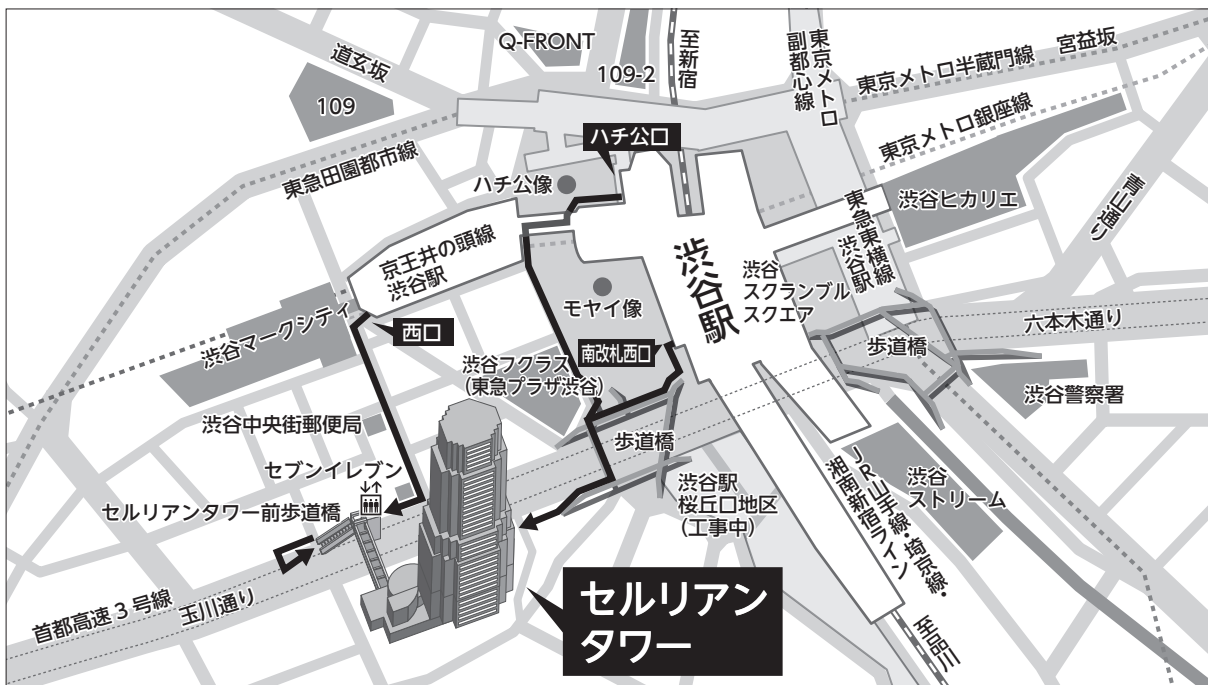 Q-FRONT
道玄坂
109-2
109
至新宿
東京メトロ
副都心線
東京メトロ半蔵門線
宮益坂
東京メトロ銀座線
ハチ公口
ハチ公像
東急田園都市線
渋谷ヒカリエ
青山通り
東急東横線
渋谷駅
京王井の頭線
渋谷駅
渋谷駅
渋谷
スクランブル
スクエア
モヤイ像
渋谷マークシティ
西口
南改札西口
六本木通り
歩道橋
渋谷フクラス
(東急プラザ渋谷)
渋谷警察署
渋谷中央街郵便局
歩道橋
セブンイレブン
渋谷駅
桜丘口地区
(工事中)
JR山手線・埼京線・
湘南新宿ライン
渋谷
ストリーム
セルリアンタワー前歩道橋
首都高速3号線
玉川通り
セルリアン
タワー
至品川